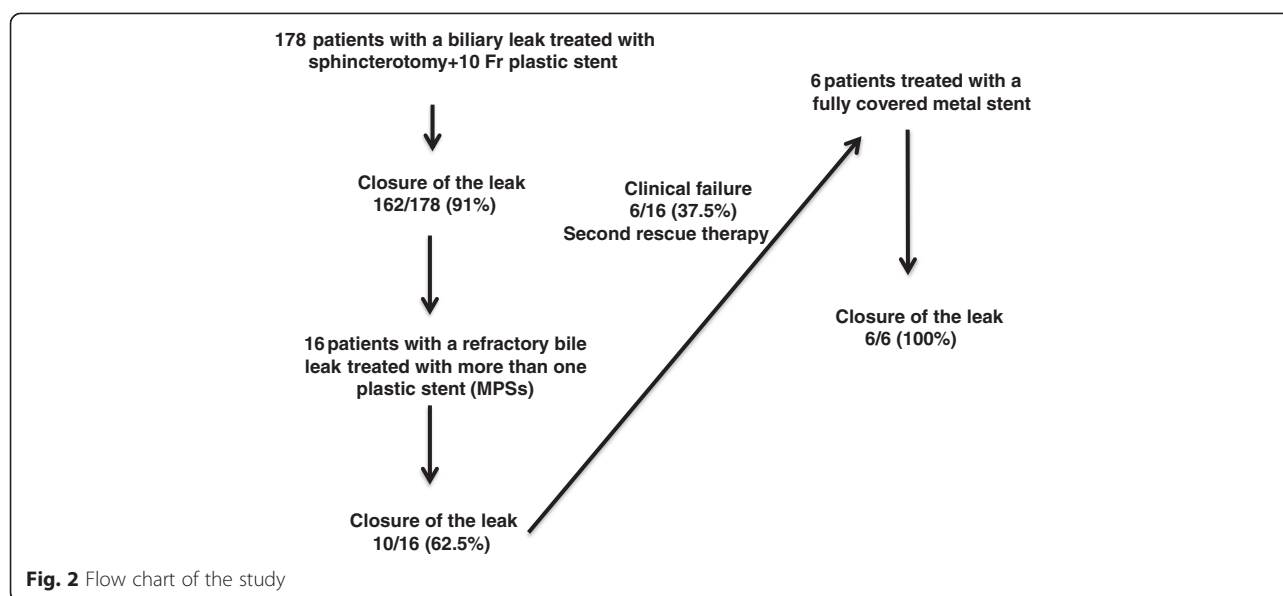 178 patients with a biliary leak treated with
sphincterotomy+10 Fr plastic stent
Closure of the leak
162/178 (91%)
16 patients with a refractory bile
leak treated with more than one
plastic stent (MPSs)
Closure of the leak
10/16 (62.5%)
Clinical failure
6/16 (37.5%)
Second rescue therapy
6 patients treated with a
fully covered metal stent
Closure of the leak
6/6 (100%)
Fig. 2 Flow chart of the study